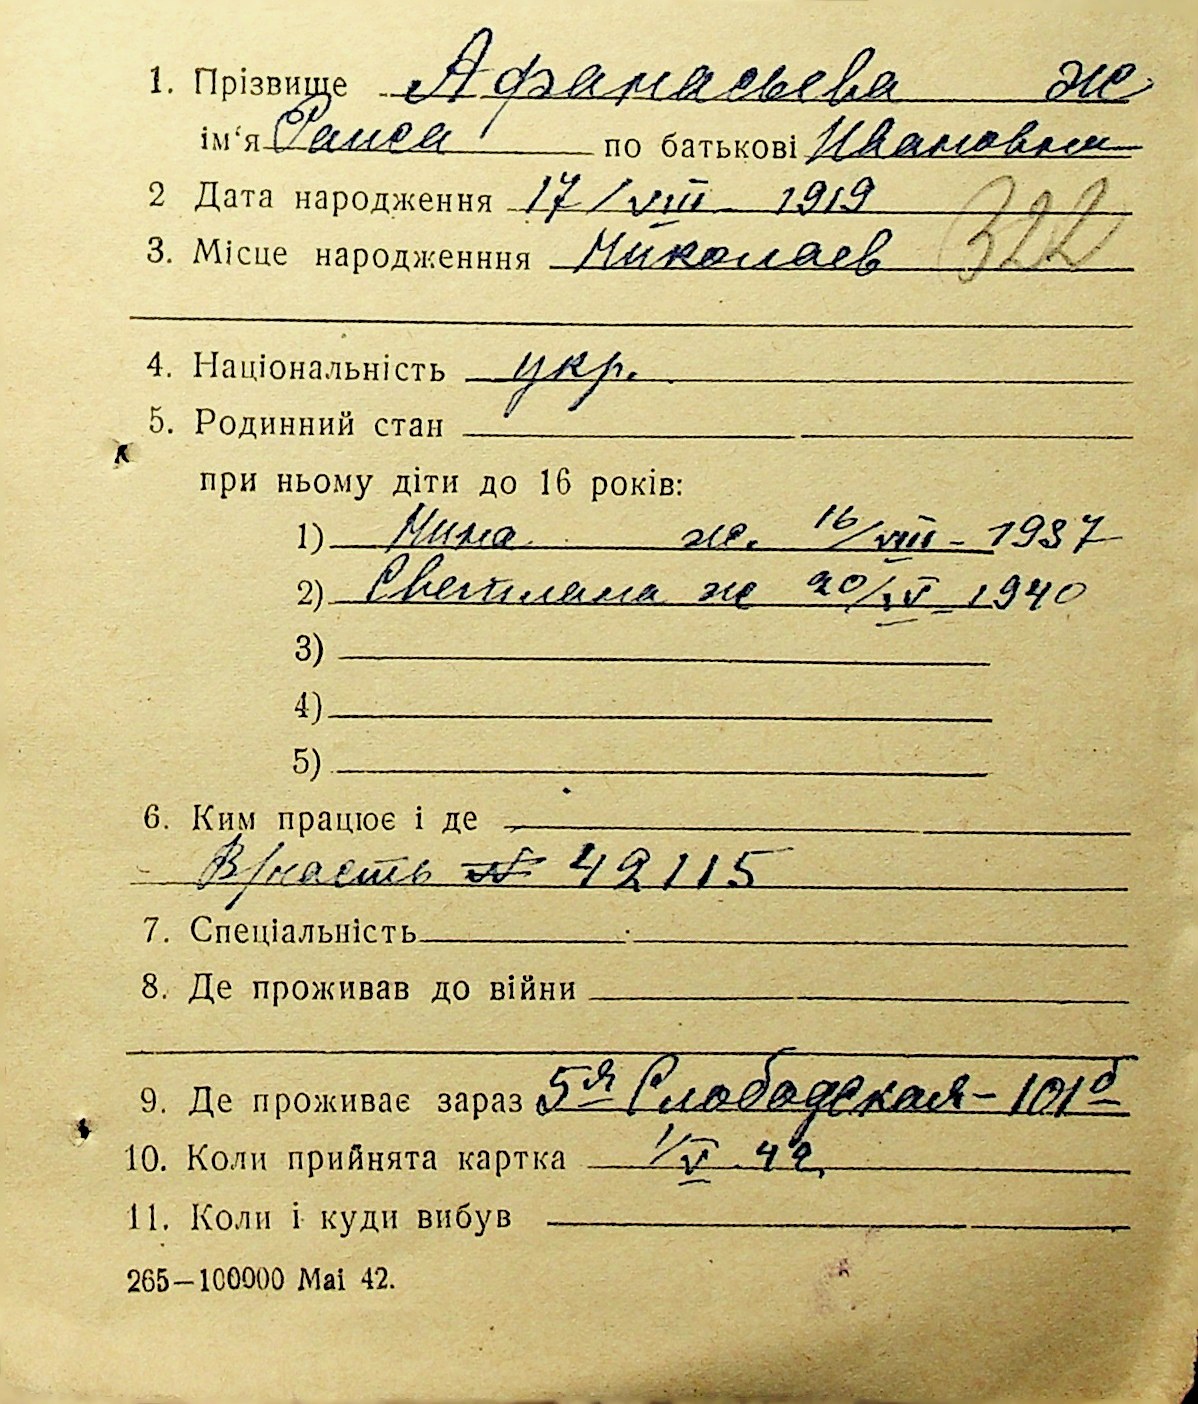 1. Прізвище Афанасьева ж
ім'я Раиса по батькові Ивановна
2 Дата народження 17/VIII 1919
3. Місце народженння Николаев 322
4. Національність укр.
5. Родинний стан
при ньому діти до 16 років:
1) Нина ж. 16/VIII - 1937
2) Светлана ж 20/IV - 1940
3)
4)
5)
6. Ким працює і де
В/часть № 42115
7. Спеціальність
8. Де проживав до війни
9. Де проживає зараз 5я Слободская - 101б
10. Коли прийнята картка 1/V 42
11. Коли і куди вибув
265—100000 Mai 42.